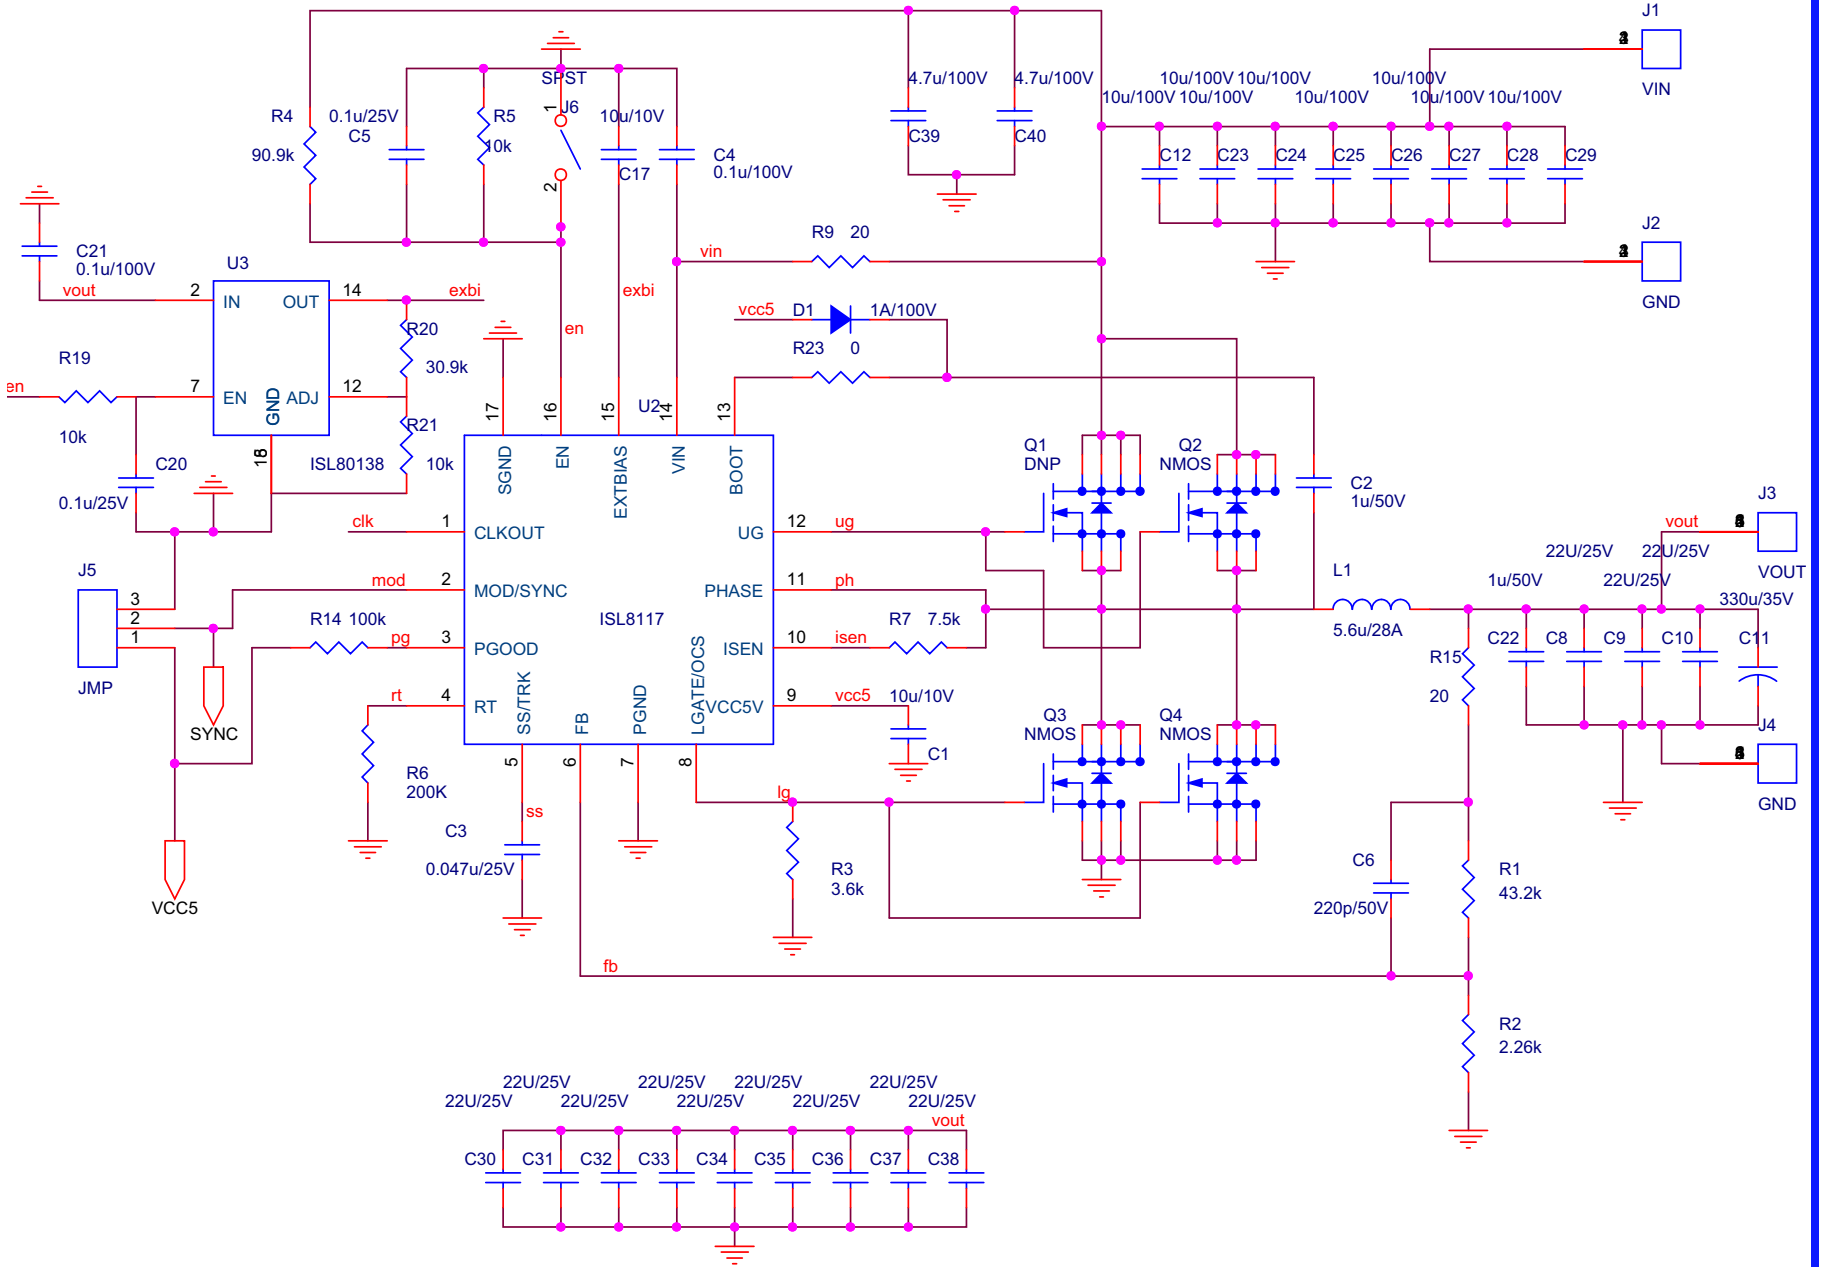 J1
VIN
4.7u/100V
4.7u/100V
C39
C40
10u/100V 10u/100V
10u/100V
10u/100V 10u/100V
10u/100V
10u/100V 10u/100V
C12
C23
C24
C25
C26
C27
C28
C29
J2
GND
SPST
1
J6
2
R4
90.9k
0.1u/25V
C5
R5
10k
10u/10V
C17
C4
0.1u/100V
R9 20
vin
exbi
en
C21
0.1u/100V
vout
2
U3
IN
OUT
14
exbi
R20
30.9k
R19
en
10k
7
EN
GND
ADJ
12
R21
10k
ISL80138
C20
0.1u/25V
vcc5
D1
1A/100V
R23 0
17
16
15
U2
14
13
SGND
EN
EXTBIAS
VIN
BOOT
clk
1
CLKOUT
mod
2
MOD/SYNC
pg
3
PGOOD
rt
4
RT
ISL8117
UG
12
ug
PHASE
11
ph
ISEN
10
isen
VCC5V
9
vcc5
SS/TRK
FB
PGND
LGATE/OCS
5
6
7
8
J5
3
2
1
JMP
SYNC
VCC5
R14 100k
R6
200K
C3
0.047u/25V
ss
R7 7.5k
10u/10V
C1
lg
R3
3.6k
Q1
DNP
Q2
NMOS
Q3
NMOS
Q4
NMOS
C2
1u/50V
L1
5.6u/28A
R15
20
J3
vout
VOUT
22U/25V
22U/25V
1u/50V
22U/25V
330u/35V
C22
C8
C9
C10
C11
J4
GND
C6
220p/50V
R1
43.2k
fb
R2
2.26k
22U/25V
22U/25V
22U/25V
22U/25V
22U/25V
22U/25V
22U/25V
22U/25V
22U/25V
vout
C30
C31
C32
C33
C34
C35
C36
C37
C38